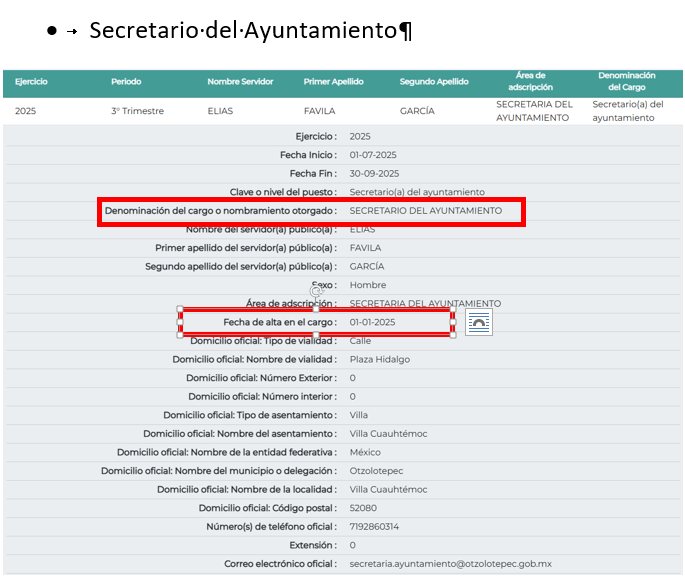 • → Secretario·del·Ayuntamiento¶
Ejercicio Periodo Nombre Servidor Primer Apellido Segundo Apellido Área de adscripción Denominación del Cargo
2025 3° Trimestre ELIAS FAVILA GARCÍA SECRETARIA DEL AYUNTAMIENTO Secretario(a) del ayuntamiento
Ejercicio : 2025
Fecha Inicio : 01-07-2025
Fecha Fin : 30-09-2025
Clave o nivel del puesto : Secretario(a) del ayuntamiento
Denominación del cargo o nombramiento otorgado : SECRETARIO DEL AYUNTAMIENTO
Nombre del servidor(a) público(a) : ELIAS
Primer apellido del servidor(a) público(a) : FAVILA
Segundo apellido del servidor(a) público(a) : GARCÍA
Sexo : Hombre
Área de adscripción : SECRETARIA DEL AYUNTAMIENTO
Fecha de alta en el cargo : 01-01-2025
Domicilio oficial: Tipo de vialidad : Calle
Domicilio oficial: Nombre de vialidad : Plaza Hidalgo
Domicilio oficial: Número Exterior : 0
Domicilio oficial: Número interior : 0
Domicilio oficial: Tipo de asentamiento : Villa
Domicilio oficial: Nombre del asentamiento : Villa Cuauhtémoc
Domicilio oficial: Nombre de la entidad federativa : México
Domicilio oficial: Nombre del municipio o delegación : Otzolotepec
Domicilio oficial: Nombre de la localidad : Villa Cuauhtémoc
Domicilio oficial: Código postal : 52080
Número(s) de teléfono oficial : 7192860314
Extensión : 0
Correo electrónico oficial : secretaria.ayuntamiento@otzolotepec.gob.mx